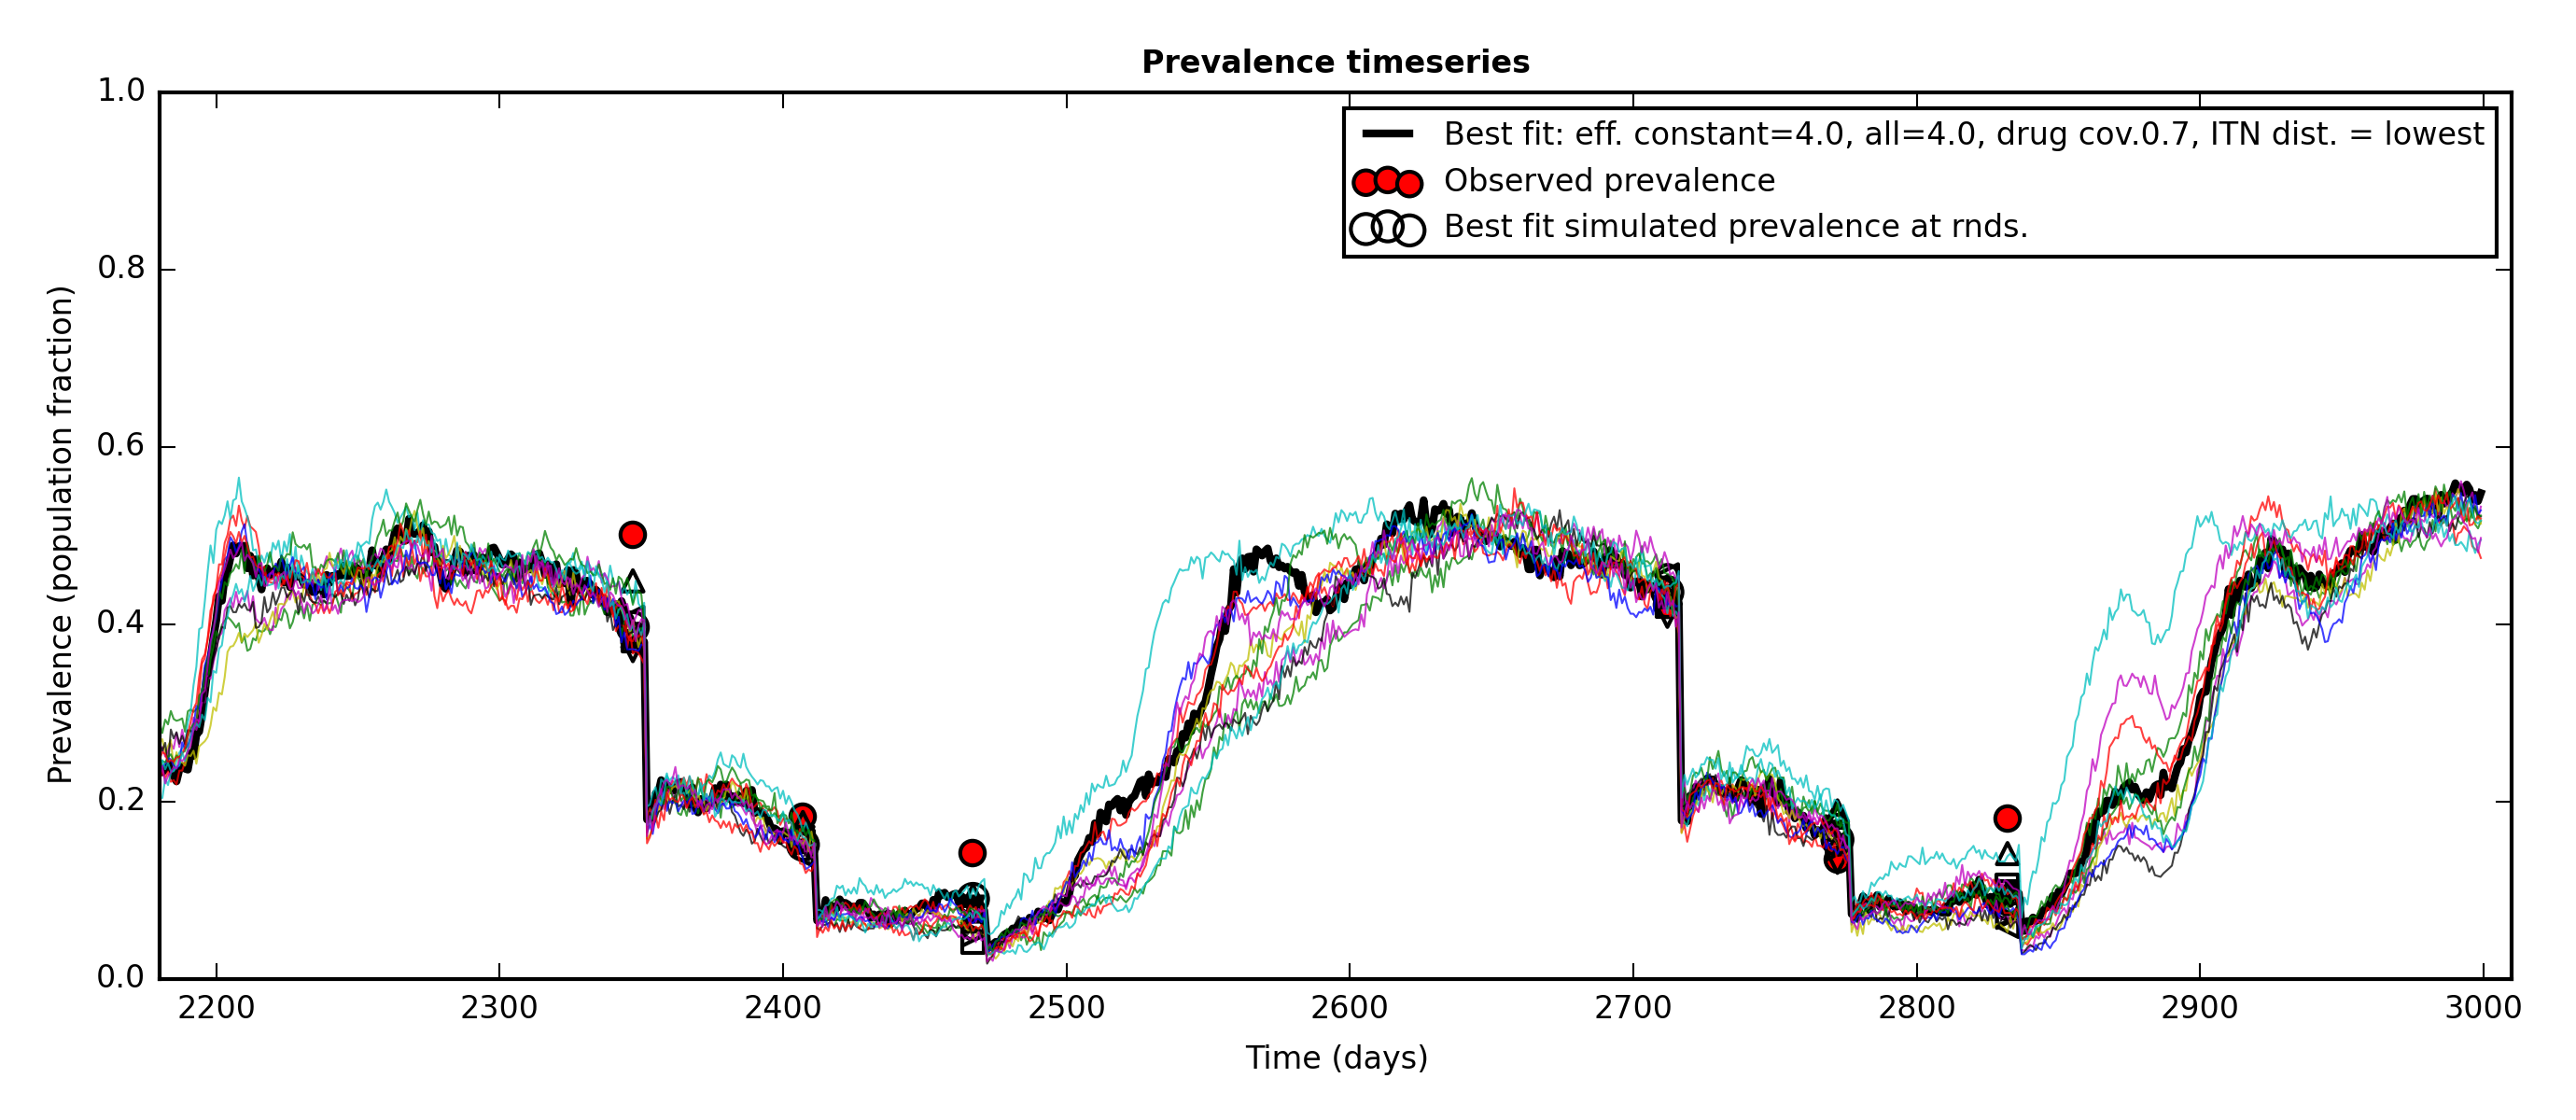 Prevalence timeseries
Best fit: eff. constant=4.0, all=4.0, drug cov.0.7, ITN dist. = lowest
Observed prevalence
Best fit simulated prevalence at rnds.
Prevalence (population fraction)
1.0
0.8
0.6
0.4
0.2
0.0
2200 2300 2400 2500 2600 2700 2800 2900 3000
Time (days)